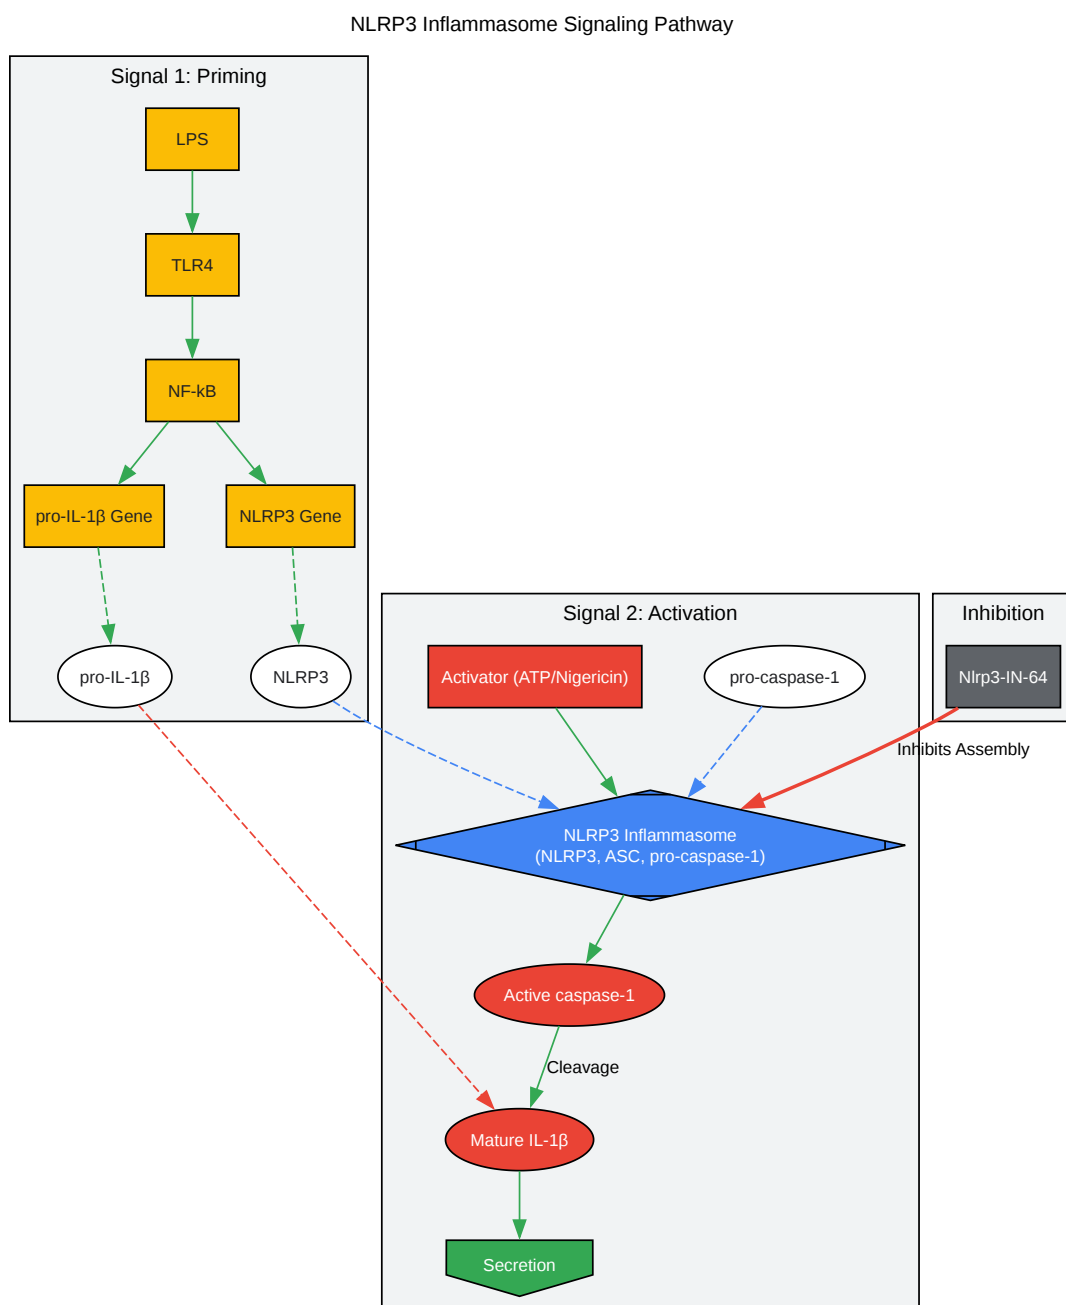 NLRP3 Inflammasome Signaling Pathway
Signal 1: Priming
LPS
TLR4
NF-kB
pro-IL-1β Gene
NLRP3 Gene
pro-IL-1β
NLRP3
Signal 2: Activation
Activator (ATP/Nigericin)
pro-caspase-1
Inhibition
Nlrp3-IN-64
Inhibits Assembly
NLRP3 Inflammasome
(NLRP3, ASC, pro-caspase-1)
Active caspase-1
Cleavage
Mature IL-1β
Secretion